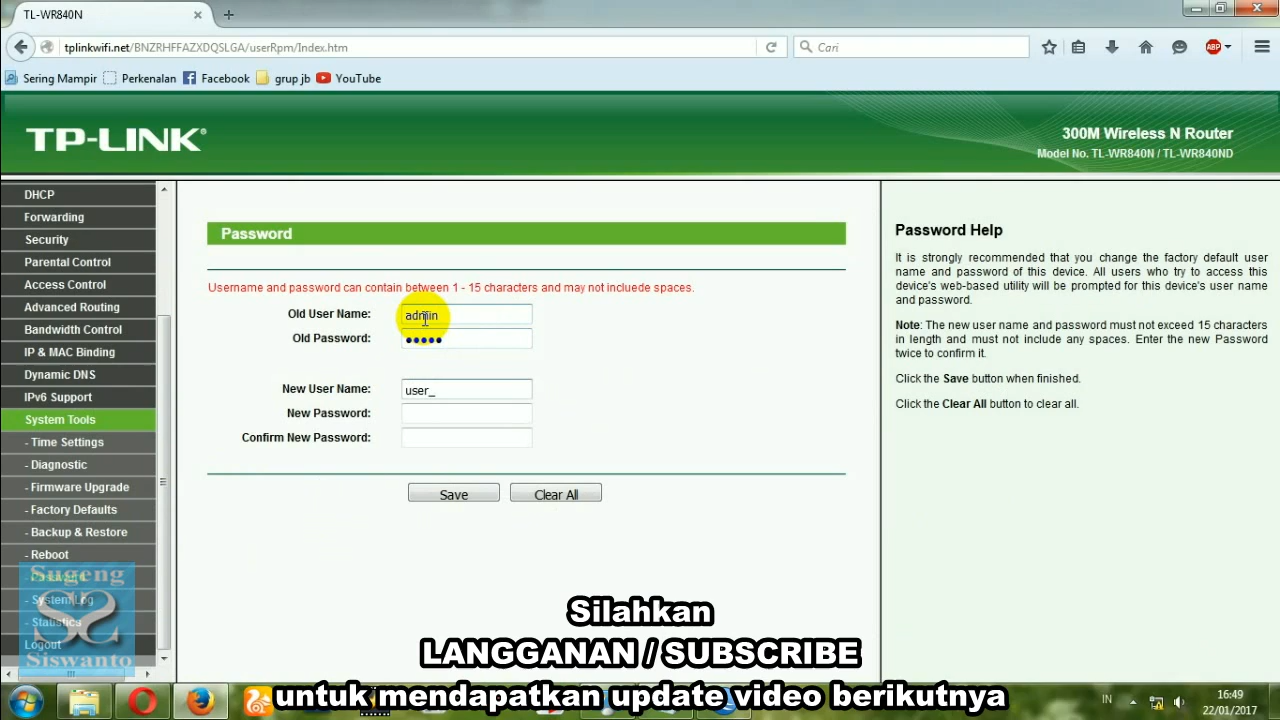 TL-WR840N
tplinkwifi.net/BNZRHFFAZXDQSLGA/userRpm/Index.htm
Cari
ABP
Sering Mampir
Perkenalan
Facebook
grup jb
YouTube
TP-LINK®
300M Wireless N Router
Model No. TL-WR840N / TL-WR840ND
DHCP
Forwarding
Security
Parental Control
Access Control
Advanced Routing
Bandwidth Control
IP & MAC Binding
Dynamic DNS
IPv6 Support
System Tools
- Time Settings
- Diagnostic
- Firmware Upgrade
- Factory Defaults
- Backup & Restore
- Reboot
- System Log
- Statistics
Logout
Sugeng
SS
Siswanto
Password
Username and password can contain between 1 - 15 characters and may not incluede spaces.
Old User Name: admin
Old Password: •••••
New User Name: user_
New Password:
Confirm New Password:
Save
Clear All
Password Help
It is strongly recommended that you change the factory default user
name and password of this device. All users who try to access this
device's web-based utility will be prompted for this device's user name
and password.
Note: The new user name and password must not exceed 15 characters
in length and must not include any spaces. Enter the new Password
twice to confirm it.
Click the Save button when finished.
Click the Clear All button to clear all.
Silahkan
LANGGANAN / SUBSCRIBE
untuk mendapatkan update video berikutnya
IN
16:49
22/01/2017